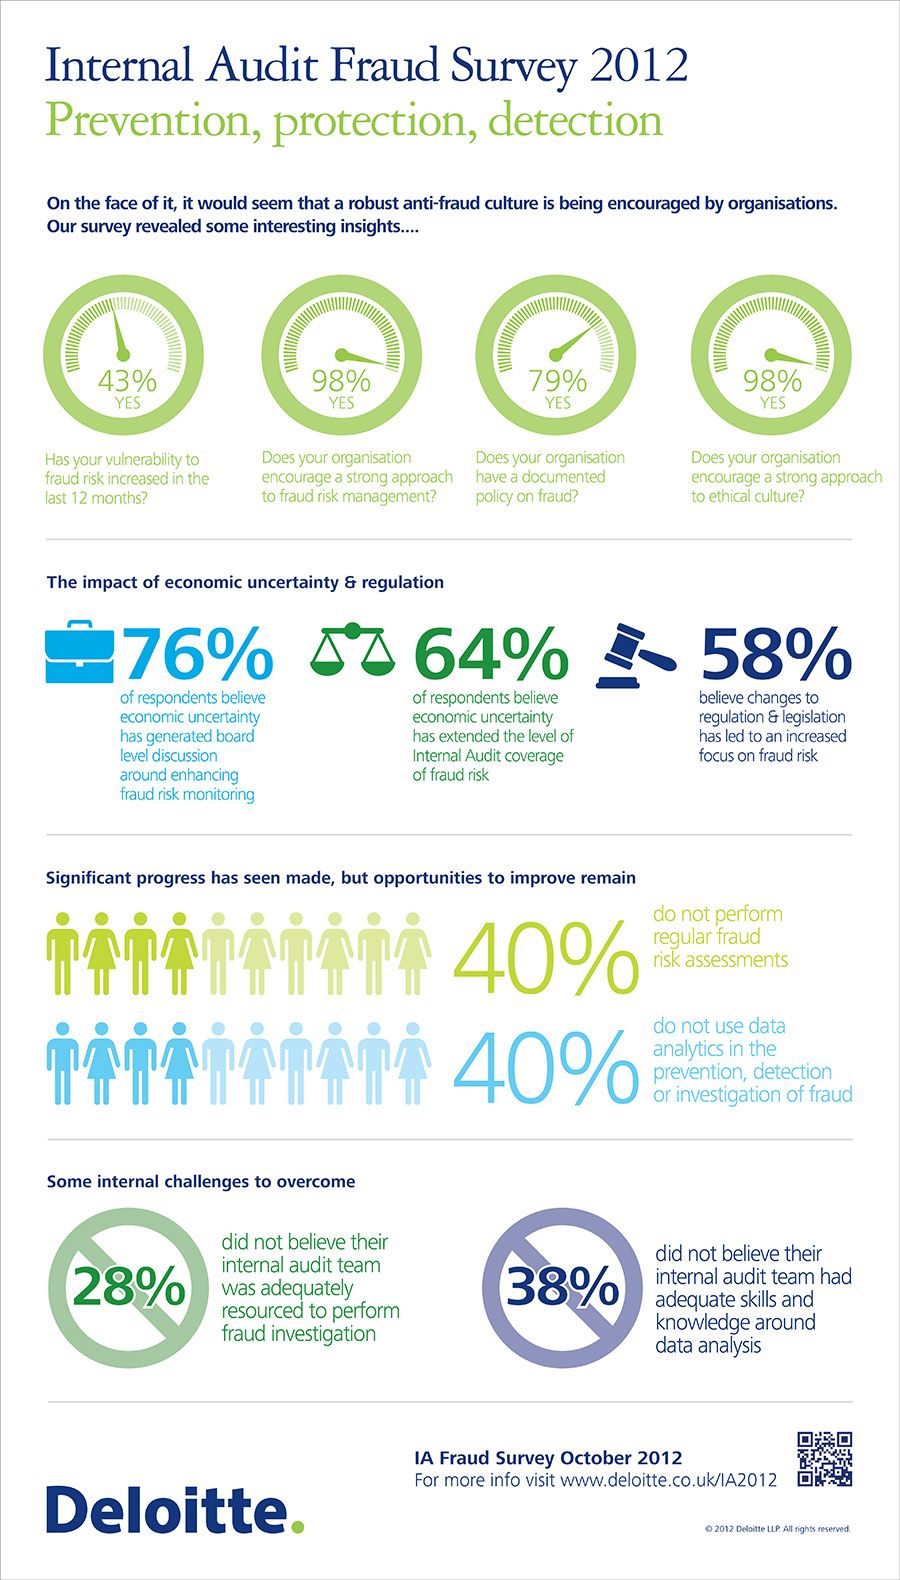 Internal Audit Fraud Survey 2012
Prevention, protection, detection
On the face of it, it would seem that a robust anti-fraud culture is being encouraged by organisations.
Our survey revealed some interesting insights....
43%
YES
Has your vulnerability to
fraud risk increased in the
last 12 months?
98%
YES
Does your organisation
encourage a strong approach
to fraud risk management?
79%
YES
Does your organisation
have a documented
policy on fraud?
98%
YES
Does your organisation
encourage a strong approach
to ethical culture?
The impact of economic uncertainty & regulation
76%
of respondents believe
economic uncertainty
has generated board
level discussion
around enhancing
fraud risk monitoring
64%
of respondents believe
economic uncertainty
has extended the level of
Internal Audit coverage
of fraud risk
58%
believe changes to
regulation & legislation
has led to an increased
focus on fraud risk
Significant progress has seen made, but opportunities to improve remain
40%
do not perform
regular fraud
risk assessments
40%
do not use data
analytics in the
prevention, detection
or investigation of fraud
Some internal challenges to overcome
28%
did not believe their
internal audit team
was adequately
resourced to perform
fraud investigation
38%
did not believe their
internal audit team had
adequate skills and
knowledge around
data analysis
IA Fraud Survey October 2012
For more info visit www.deloitte.co.uk/IA2012
Deloitte.
© 2012 Deloitte LLP. All rights reserved.